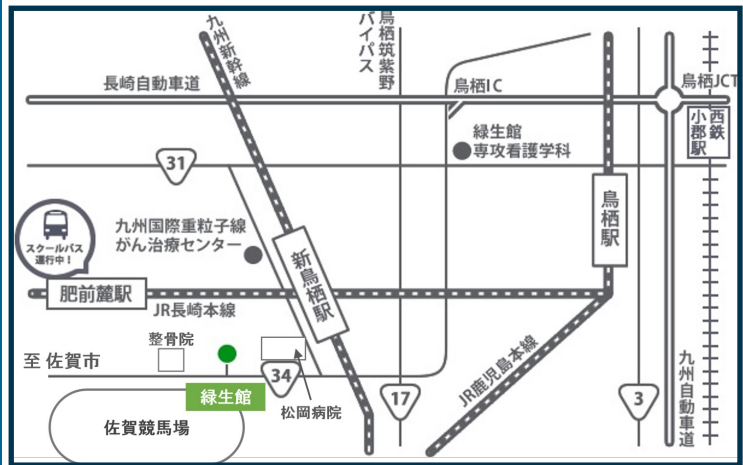 九州新幹線
鳥栖筑紫野
バイパス
長崎自動車道
鳥栖IC
鳥栖JCT
西鉄
小郡駅
緑生館
専攻看護学科
31
スクールバス
運行中！
九州国際重粒子線
がん治療センター
新鳥栖駅
鳥栖駅
肥前麓駅
JR長崎本線
整骨院
至 佐賀市
34
緑生館
松岡病院
佐賀競馬場
17
JR鹿児島本線
3
九州自動車道